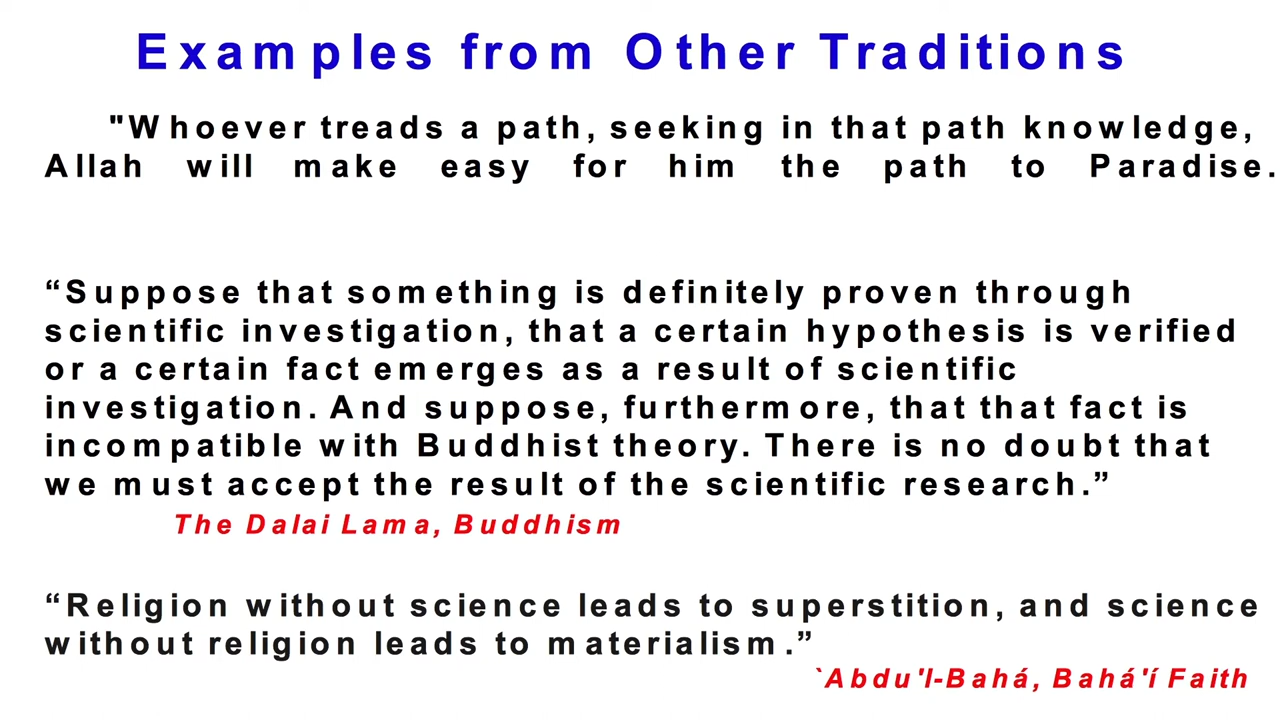 Examples from Other Traditions
"Whoever treads a path, seeking in that path knowledge,
Allah will make easy for him the path to Paradise.
“Suppose that something is definitely proven through
scientific investigation, that a certain hypothesis is verified
or a certain fact emerges as a result of scientific
investigation. And suppose, furthermore, that that fact is
incompatible with Buddhist theory. There is no doubt that
we must accept the result of the scientific research.”
The Dalai Lama, Buddhism
“Religion without science leads to superstition, and science
without religion leads to materialism.”
`Abdu'l-Bahá, Bahá'í Faith